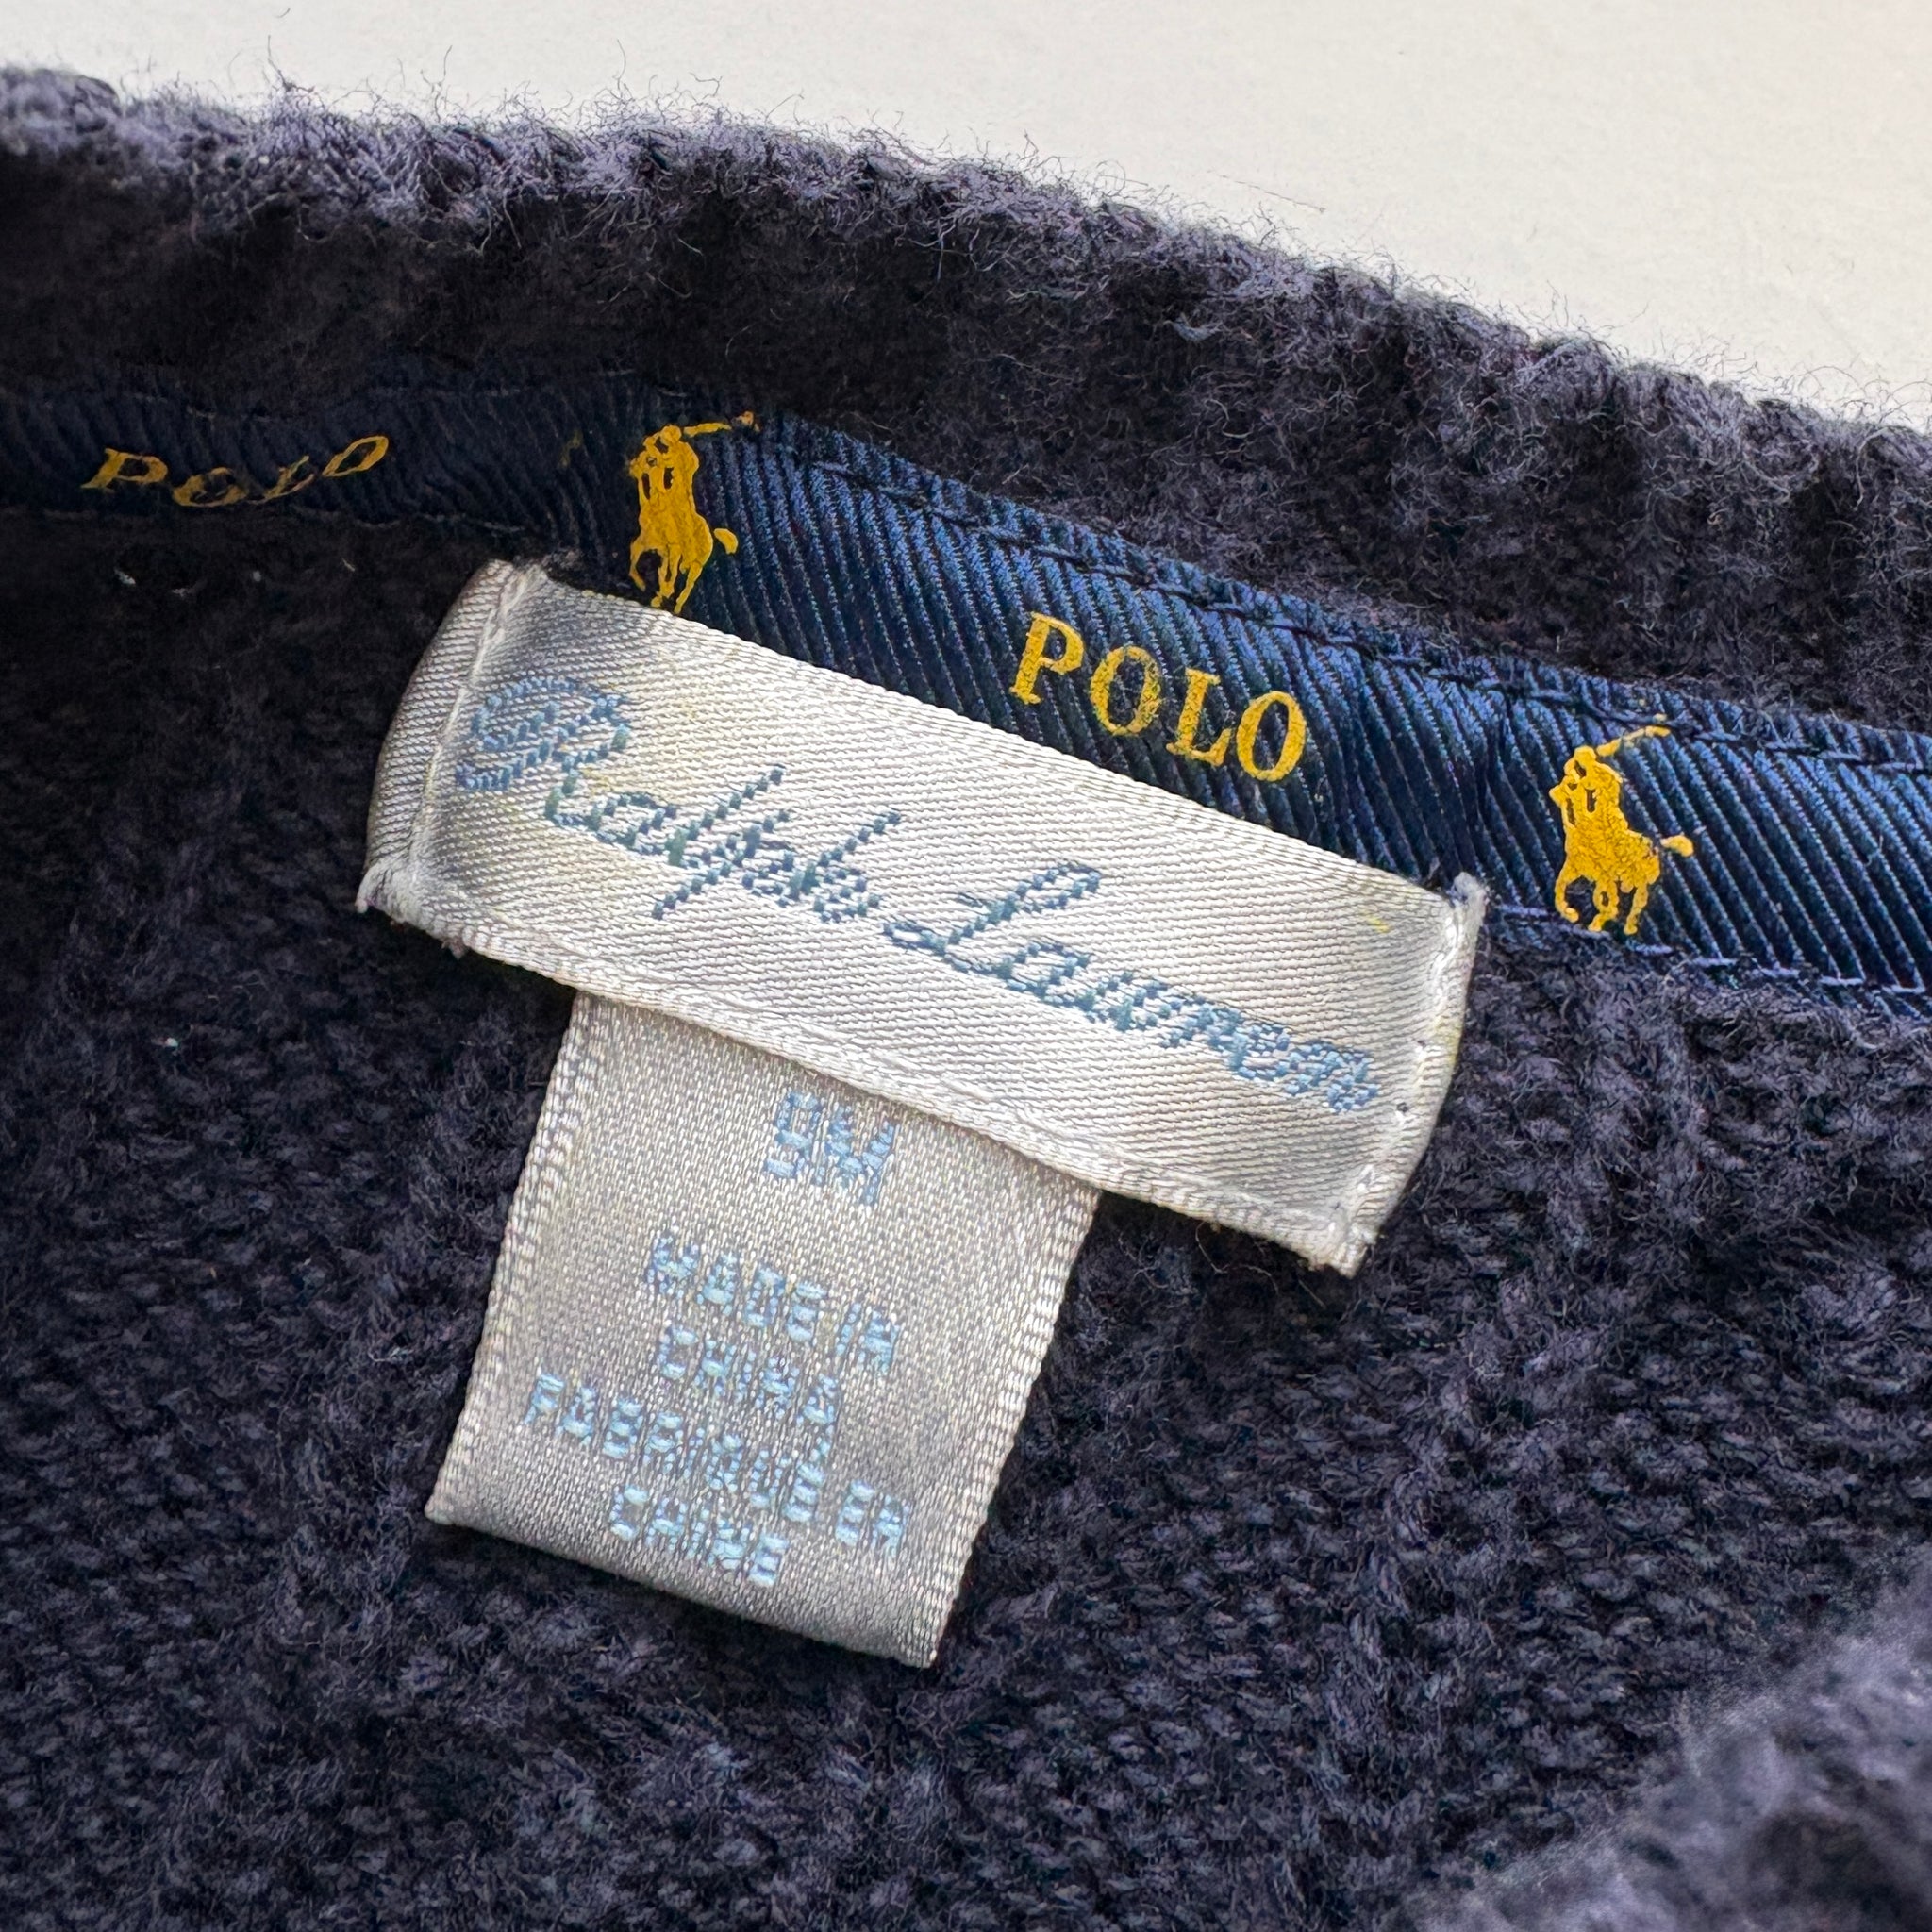 POLO
POLO
Ralph Lauren
9M
MADE IN
CHINA
FABRIQUÉ EN
CHINE